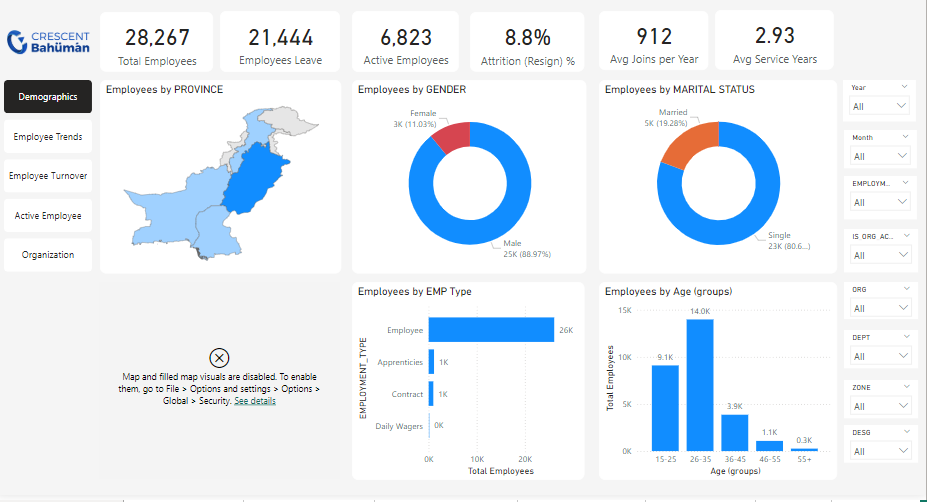 CRESCENT
Bahüman
28,267
Total Employees
21,444
Employees Leave
6,823
Active Employees
8.8%
Attrition (Resign) %
912
Avg Joins per Year
2.93
Avg Service Years
Demographics
Employee Trends
Employee Turnover
Active Employee
Organization
Employees by PROVINCE
Employees by GENDER
Female
3K (11.03%)
Male
25K (88.97%)
Employees by MARITAL STATUS
Married
5K (19.28%)
Single
23K (80.6...)
Map and filled map visuals are disabled. To enable
them, go to File > Options and settings > Options >
Global > Security. See details
Employees by EMP Type
EMPLOYMENT_TYPE
Employee
26K
Apprenticies
1K
Contract
1K
Daily Wagers
0K
0K
10K
20K
Total Employees
Employees by Age (groups)
Total Employees
15K
10K
5K
0K
9.1K
14.0K
3.9K
1.1K
0.3K
15-25
26-35
36-45
46-55
55+
Age (groups)
Year
All
Month
All
EMPLOYM...
All
IS_ORG_AC...
All
ORG
All
DEPT
All
ZONE
All
DESG
All